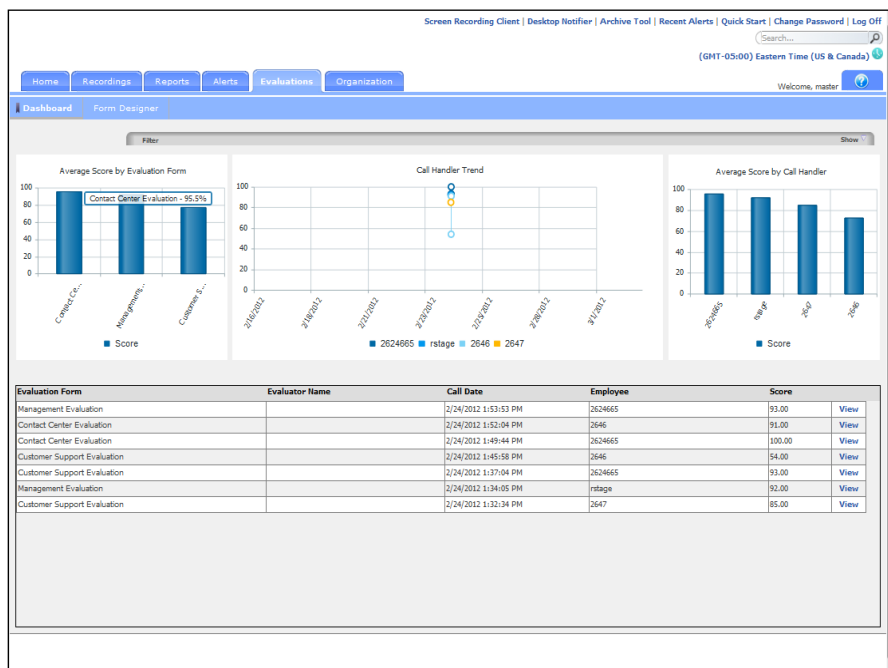 Screen Recording Client | Desktop Notifier | Archive Tool | Recent Alerts | Quick Start | Change Password | Log Off
Search...
(GMT-05:00) Eastern Time (US & Canada)
Home Recordings Reports Alerts Evaluations Organization
Welcome, master
?
Dashboard Form Designer
Filter Show
Average Score by Evaluation Form
100
80
60
40
20
0
Contact Center Evaluation - 95.5%
Contact Ce...
Management...
Customer S...
Score
Call Handler Trend
100
80
60
40
20
0
2/16/2012
2/18/2012
2/21/2012
2/23/2012
2/25/2012
2/28/2012
3/1/2012
2624665 rstage 2646 2647
Average Score by Call Handler
100
80
60
40
20
0
2624665
rstage
2647
2646
Score
Evaluation Form Evaluator Name Call Date Employee Score
Management Evaluation 2/24/2012 1:53:53 PM 2624665 93.00 View
Contact Center Evaluation 2/24/2012 1:52:04 PM 2646 91.00 View
Contact Center Evaluation 2/24/2012 1:49:44 PM 2624665 100.00 View
Customer Support Evaluation 2/24/2012 1:45:58 PM 2646 54.00 View
Customer Support Evaluation 2/24/2012 1:37:04 PM 2624665 93.00 View
Management Evaluation 2/24/2012 1:34:05 PM rstage 92.00 View
Customer Support Evaluation 2/24/2012 1:32:34 PM 2647 85.00 View